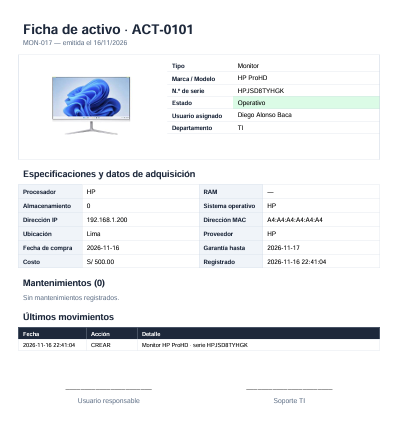 Ficha de activo · ACT-0101
MON-017 — emitida el 16/11/2026
Tipo Monitor
Marca / Modelo HP ProHD
N.º de serie HPJSD8TYHGK
Estado Operativo
Usuario asignado Diego Alonso Baca
Departamento TI
Especificaciones y datos de adquisición
Procesador HP RAM —
Almacenamiento 0 Sistema operativo HP
Dirección IP 192.168.1.200 Dirección MAC A4:A4:A4:A4:A4:A4
Ubicación Lima Proveedor HP
Fecha de compra 2026-11-16 Garantía hasta 2026-11-17
Costo S/ 500.00 Registrado 2026-11-16 22:41:04
Mantenimientos (0)
Sin mantenimientos registrados.
Últimos movimientos
Fecha Acción Detalle
2026-11-16 22:41:04 CREAR Monitor HP ProHD · serie HPJSD8TYHGK
Usuario responsable Soporte TI